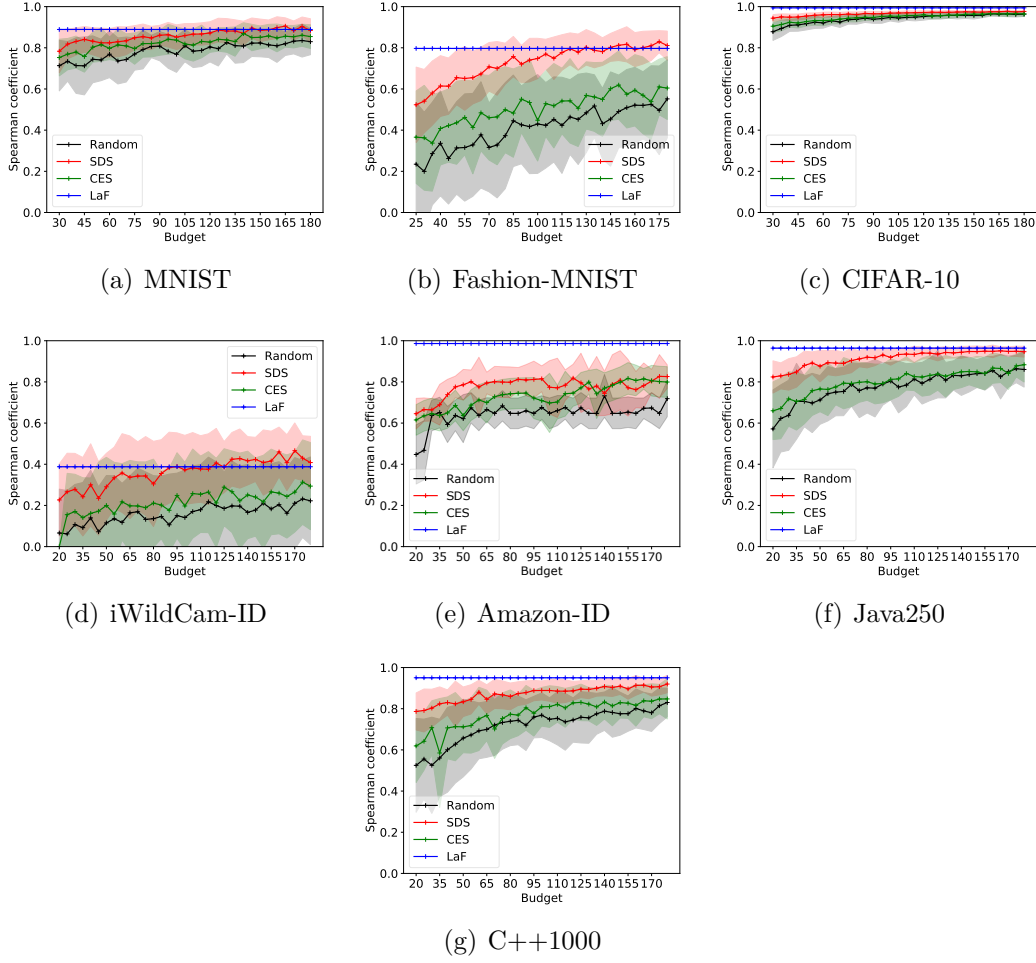 1.0
0.8
0.6
0.4
0.2
0.0
Spearman coefficient
Random
SDS
CES
LaF
30 45 60 75 90 105 120 135 150 165 180
Budget
(a) MNIST
1.0
0.8
0.6
0.4
0.2
0.0
Spearman coefficient
Random
SDS
CES
LaF
25 40 55 70 85 100 115 130 145 160 175
Budget
(b) Fashion-MNIST
1.0
0.8
0.6
0.4
0.2
0.0
Spearman coefficient
Random
SDS
CES
LaF
30 45 60 75 90 105 120 135 150 165 180
Budget
(c) CIFAR-10
1.0
0.8
0.6
0.4
0.2
0.0
Spearman coefficient
Random
SDS
CES
LaF
20 35 50 65 80 95 110 125 140 155 170
Budget
(d) iWildCam-ID
1.0
0.8
0.6
0.4
0.2
0.0
Spearman coefficient
Random
SDS
CES
LaF
20 35 50 65 80 95 110 125 140 155 170
Budget
(e) Amazon-ID
1.0
0.8
0.6
0.4
0.2
0.0
Spearman coefficient
Random
SDS
CES
LaF
20 35 50 65 80 95 110 125 140 155 170
Budget
(f) Java250
1.0
0.8
0.6
0.4
0.2
0.0
Spearman coefficient
Random
SDS
CES
LaF
20 35 50 65 80 95 110 125 140 155 170
Budget
(g) C++1000